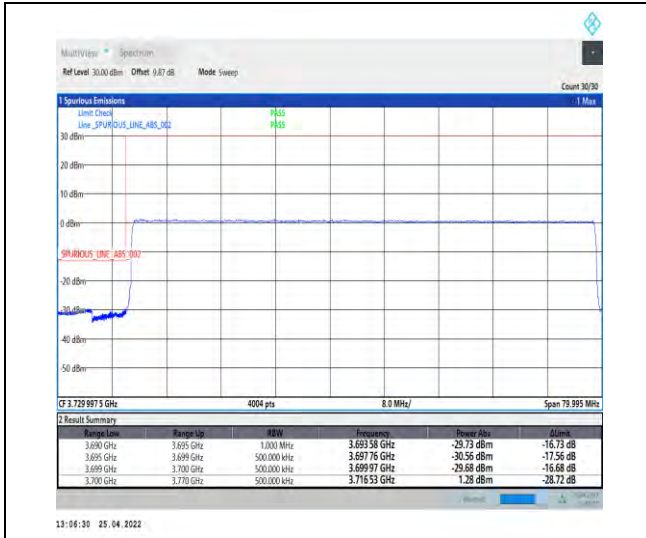 MultiView Spectrum
Ref Level 30.00 dBm Offset 9.87 dB Mode Sweep
Count 30/30
1 Spurious Emissions 1 Max
Limit Check PASS
Line _SPURIOUS_LINE_ABS_002 PASS
30 dBm
20 dBm
10 dBm
0 dBm
_SPURIOUS_LINE_ABS_002
-20 dBm
-30 dBm
-40 dBm
-50 dBm
CF 3.729 997 5 GHz 4004 pts 8.0 MHz/ Span 79.995 MHz
2 Result Summary
Range Low Range Up RBW Frequency Power Abs ΔLimit
3.690 GHz 3.695 GHz 1.000 MHz 3.693 58 GHz -29.73 dBm -16.73 dB
3.695 GHz 3.699 GHz 500.000 kHz 3.697 76 GHz -30.56 dBm -17.56 dB
3.699 GHz 3.700 GHz 500.000 kHz 3.699 97 GHz -29.68 dBm -16.68 dB
3.700 GHz 3.770 GHz 500.000 kHz 3.716 53 GHz 1.28 dBm -28.72 dB
13:06:30 25.04.2022